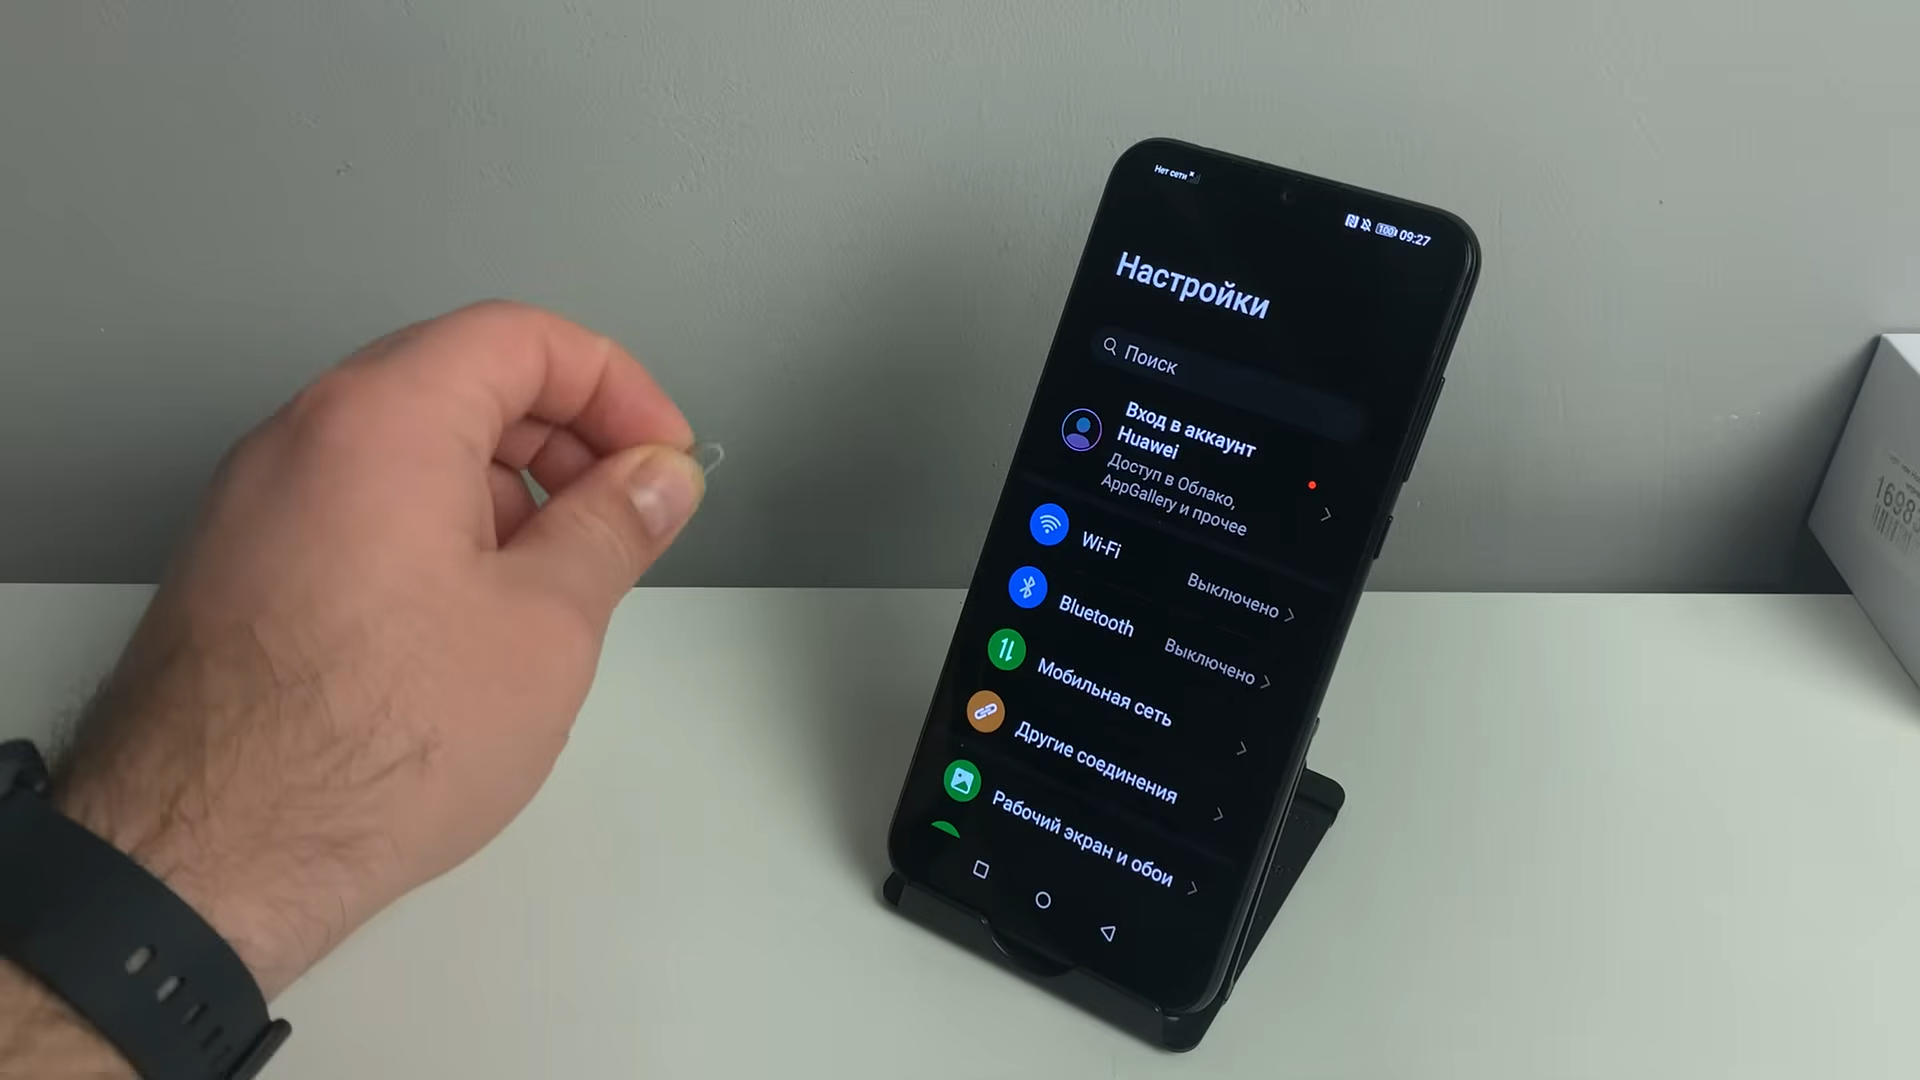 Нет сети
100 09:27
Настройки
Поиск
Вход в аккаунт
Huawei
Доступ в Облако,
AppGallery и прочее
Wi-Fi
Выключено
Bluetooth
Выключено
Мобильная сеть
Другие соединения
Рабочий экран и обои